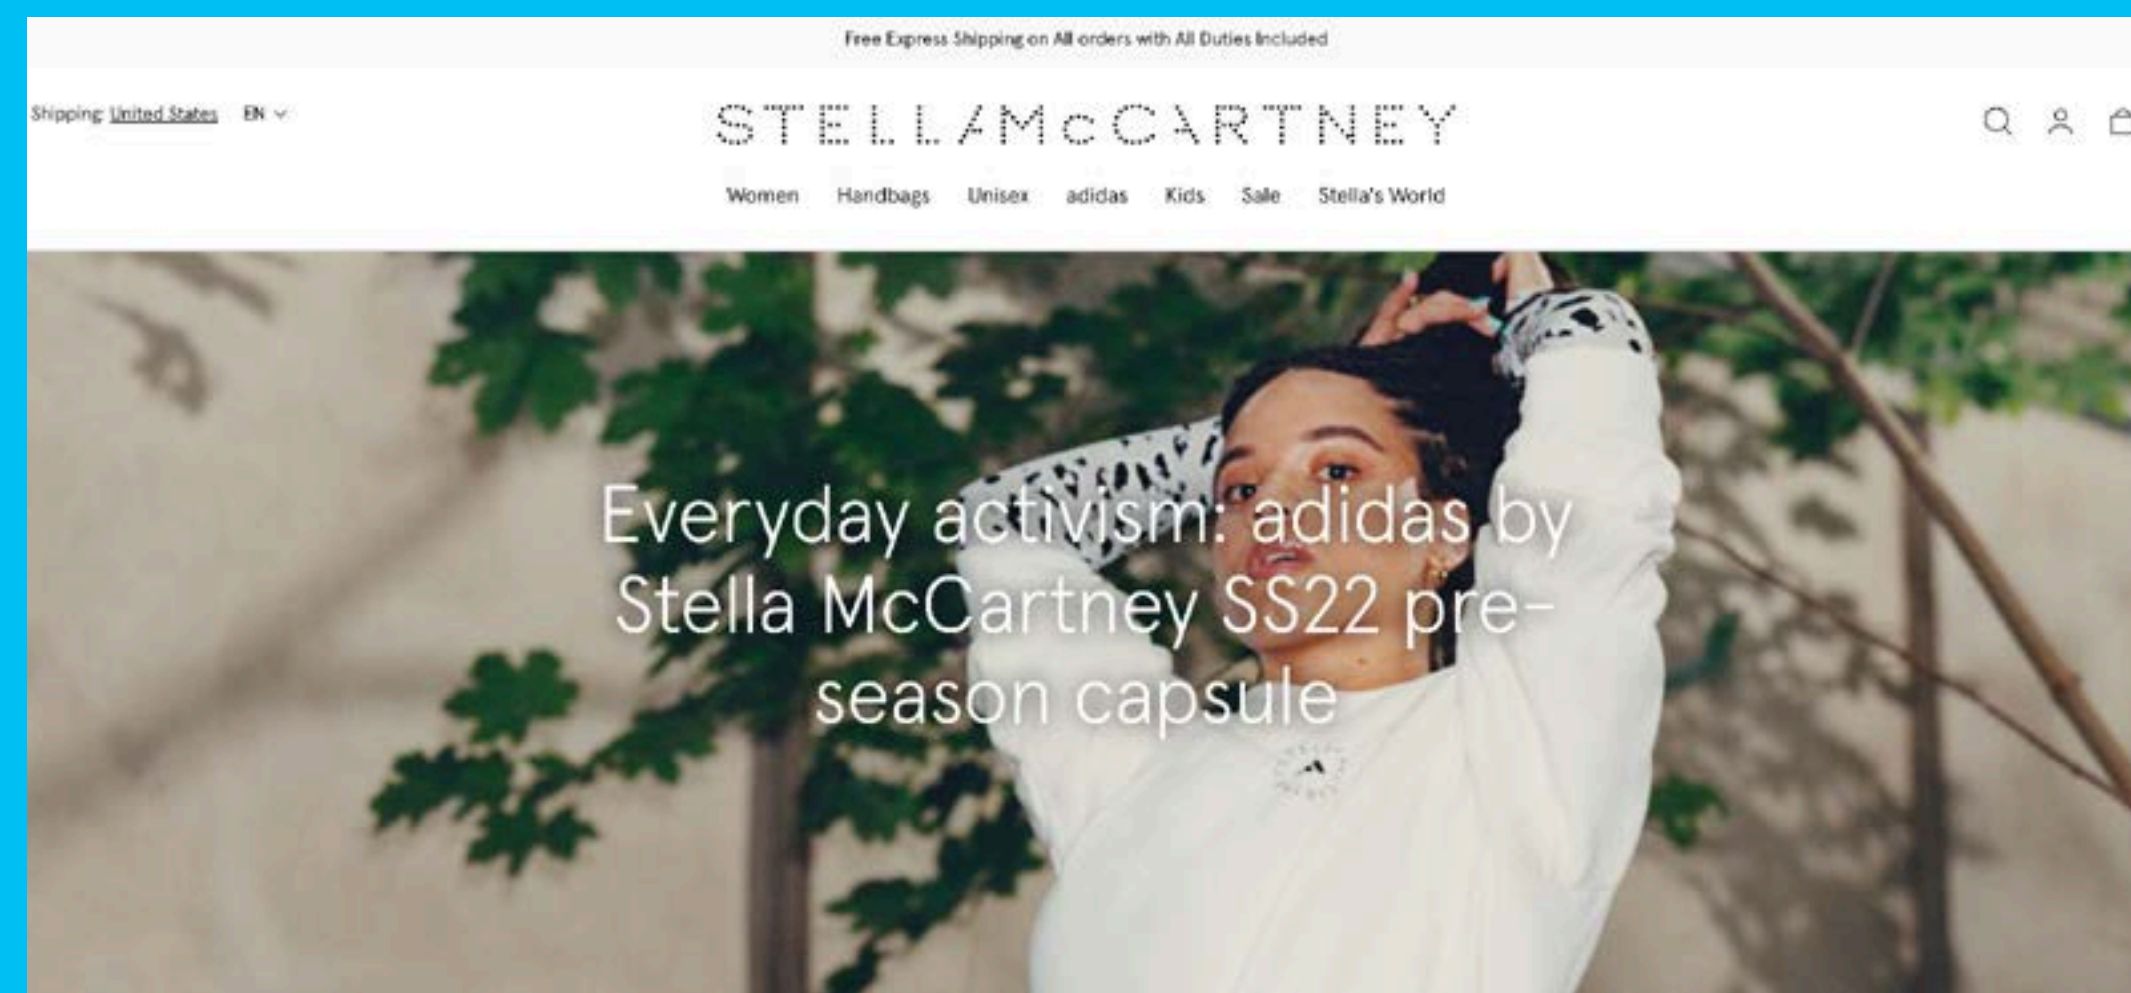 Free Express Shipping on All orders with All Duties Included
Shipping: United States EN
STELLA McCARTNEY
Women Handbags Unisex adidas Kids Sale Stella's World
Everyday activism: adidas by
Stella McCartney SS22 pre-
season capsule